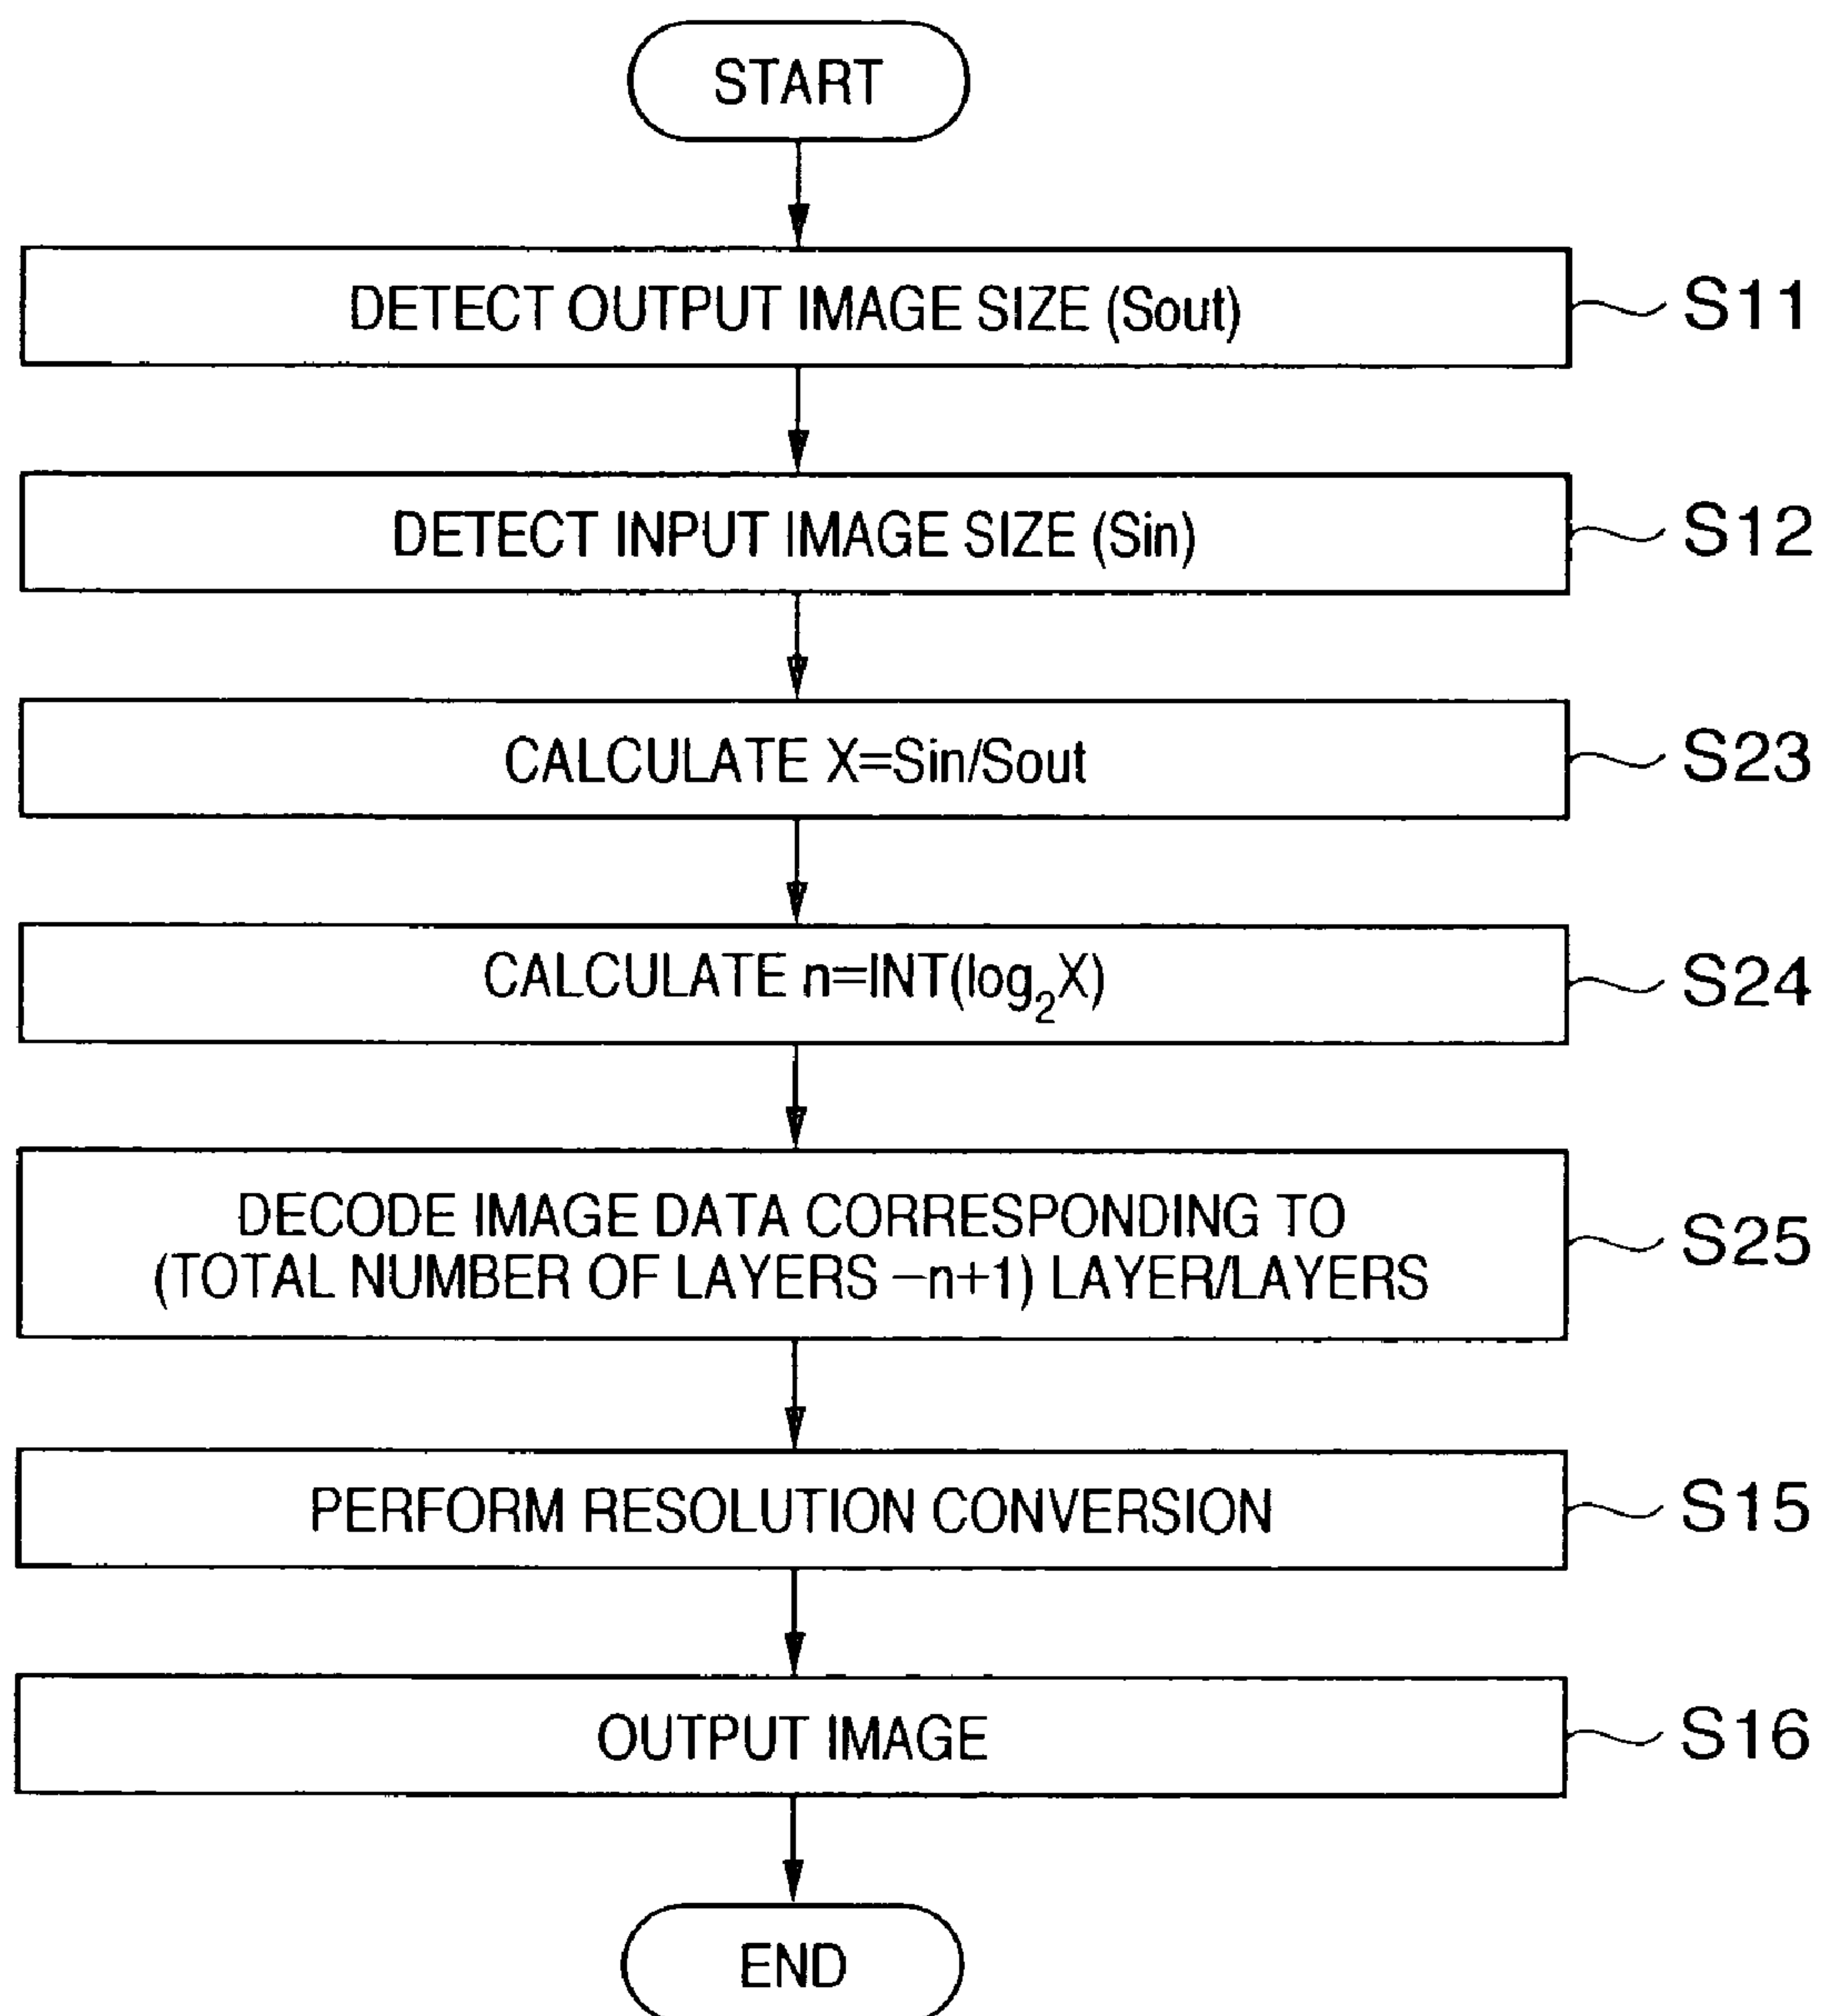 START
DETECT OUTPUT IMAGE SIZE (Sout)
S11
DETECT INPUT IMAGE SIZE (Sin)
S12
CALCULATE X=Sin/Sout
S23
CALCULATE n=INT(log₂X)
S24
DECODE IMAGE DATA CORRESPONDING TO
(TOTAL NUMBER OF LAYERS –n+1) LAYER/LAYERS
S25
PERFORM RESOLUTION CONVERSION
S15
OUTPUT IMAGE
S16
END